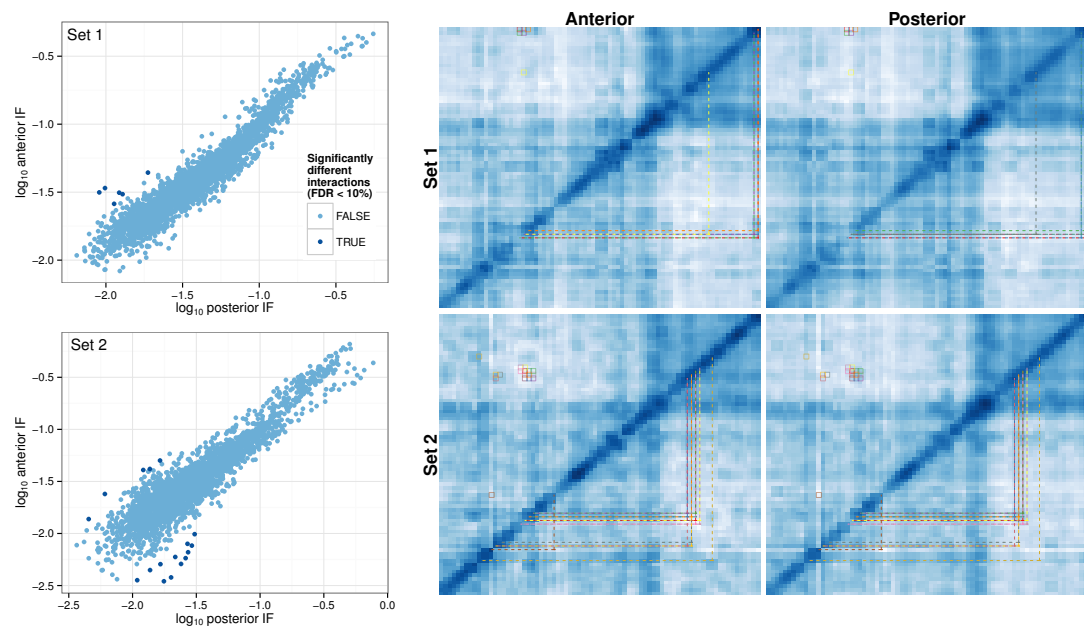 Anterior
Posterior
Set 1
−0.5
−1.0
−1.5
−2.0
log10 anterior IF
Significantly
different
interactions
(FDR < 10%)
FALSE
TRUE
−2.0
−1.5
−1.0
−0.5
log10 posterior IF
Set 1
Set 2
−0.5
−1.0
−1.5
−2.0
−2.5
log10 anterior IF
−2.5
−2.0
−1.5
−1.0
−0.5
0.0
log10 posterior IF
Set 2